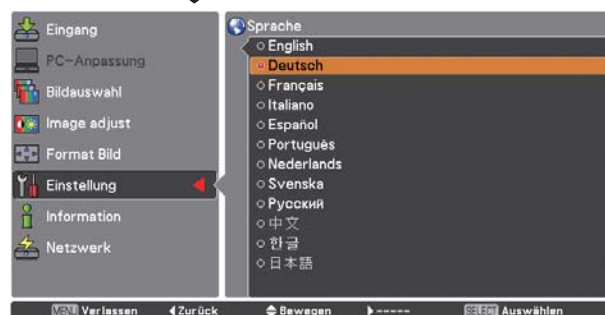 Eingang
PC-Anpassung
Bildauswahl
Image adjust
Format Bild
Einstellung
Information
Netzwerk
Sprache
English
Deutsch
Français
Italiano
Español
Português
Nederlands
Svenska
Русский
中文
한글
日本語
MENU Verlassen ◀Zurück ◆Bewegen ▶----- SELECT Auswählen